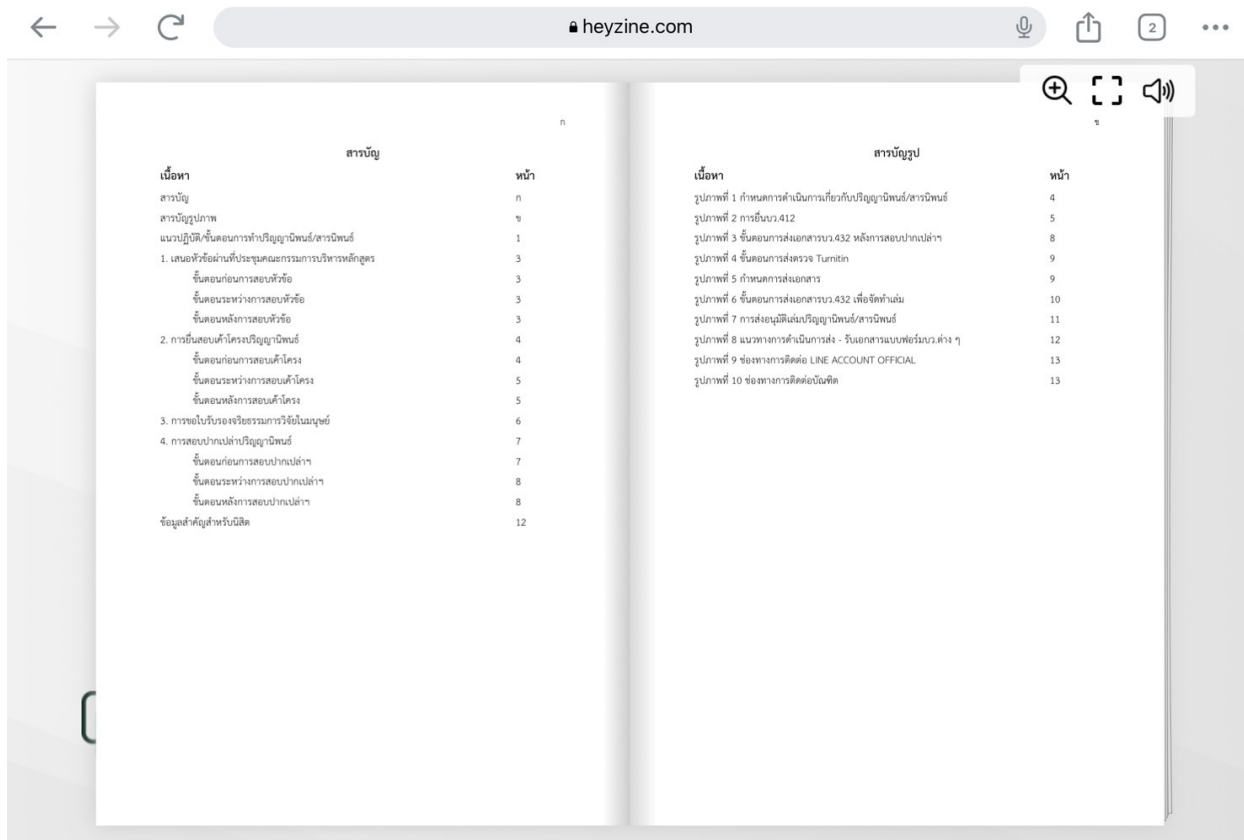 heyzine.com
2
ก
สารบัญ
เนื้อหา หน้า
สารบัญ ก
สารบัญรูปภาพ ข
แนวปฏิบัติ/ขั้นตอนการทำปริญญานิพนธ์/สารนิพนธ์ 1
1. เสนอหัวข้อผ่านที่ประชุมคณะกรรมการบริหารหลักสูตร 3
ขั้นตอนก่อนการสอบหัวข้อ 3
ขั้นตอนระหว่างการสอบหัวข้อ 3
ขั้นตอนหลังการสอบหัวข้อ 3
2. การยื่นสอบเค้าโครงปริญญานิพนธ์ 4
ขั้นตอนก่อนการสอบเค้าโครง 4
ขั้นตอนระหว่างการสอบเค้าโครง 5
ขั้นตอนหลังการสอบเค้าโครง 5
3. การขอใบรับรองจริยธรรมการวิจัยในมนุษย์ 6
4. การสอบปากเปล่าปริญญานิพนธ์ 7
ขั้นตอนก่อนการสอบปากเปล่าฯ 7
ขั้นตอนระหว่างการสอบปากเปล่าฯ 8
ขั้นตอนหลังการสอบปากเปล่าฯ 8
ข้อมูลสำคัญสำหรับนิสิต 12
ข
สารบัญรูป
เนื้อหา หน้า
รูปภาพที่ 1 กำหนดการดำเนินการเกี่ยวกับปริญญานิพนธ์/สารนิพนธ์ 4
รูปภาพที่ 2 การยื่นบว.412 5
รูปภาพที่ 3 ขั้นตอนการส่งเอกสารบว.432 หลังการสอบปากเปล่าฯ 8
รูปภาพที่ 4 ขั้นตอนการส่งตรวจ Turnitin 9
รูปภาพที่ 5 กำหนดการส่งเอกสาร 9
รูปภาพที่ 6 ขั้นตอนการส่งเอกสารบว.432 เพื่อจัดทำเล่ม 10
รูปภาพที่ 7 การส่งอนุมัติเล่มปริญญานิพนธ์/สารนิพนธ์ 11
รูปภาพที่ 8 แนวทางการดำเนินการส่ง - รับเอกสารแบบฟอร์มบว.ต่าง ๆ 12
รูปภาพที่ 9 ช่องทางการติดต่อ LINE ACCOUNT OFFICIAL 13
รูปภาพที่ 10 ช่องทางการติดต่อบัณฑิต 13